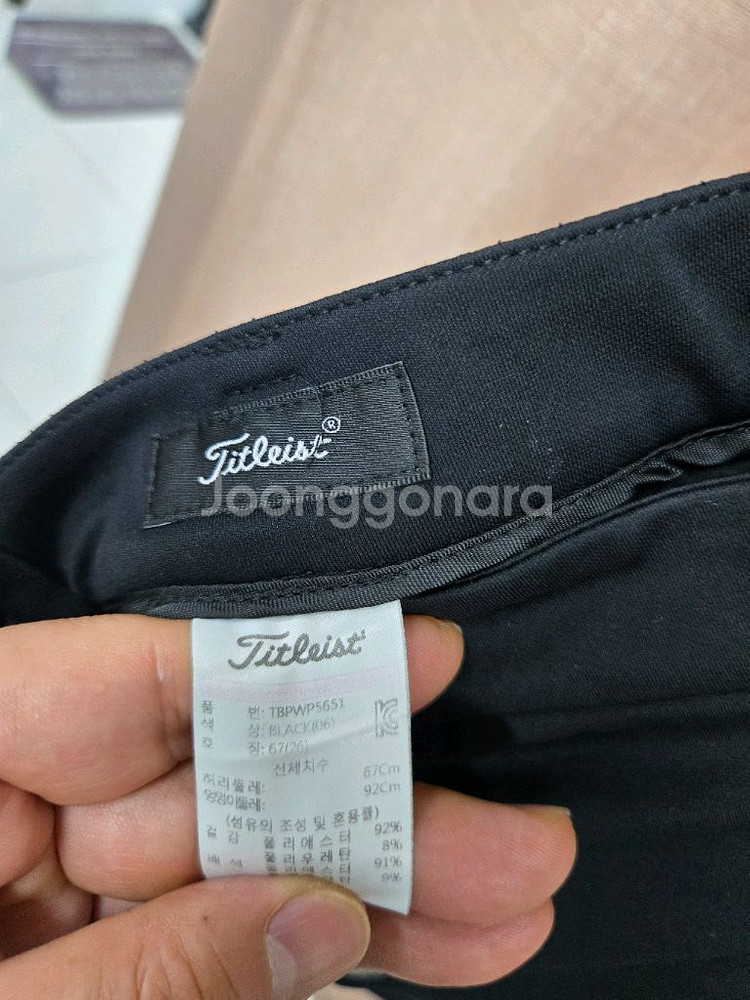 Titleist®
Joonggonara
Titleist
품 번: TBPWP5651
색 상: BLACK(06)
호 칭: 67(26)
신체치수
허리둘레: 67Cm
엉덩이둘레: 92Cm
(섬유의 조성 및 혼용률)
겉 감 폴 리 에 스 터 92%
폴 리 우 레 탄 8%
배 색 폴 리 에 스 터 91%
9%